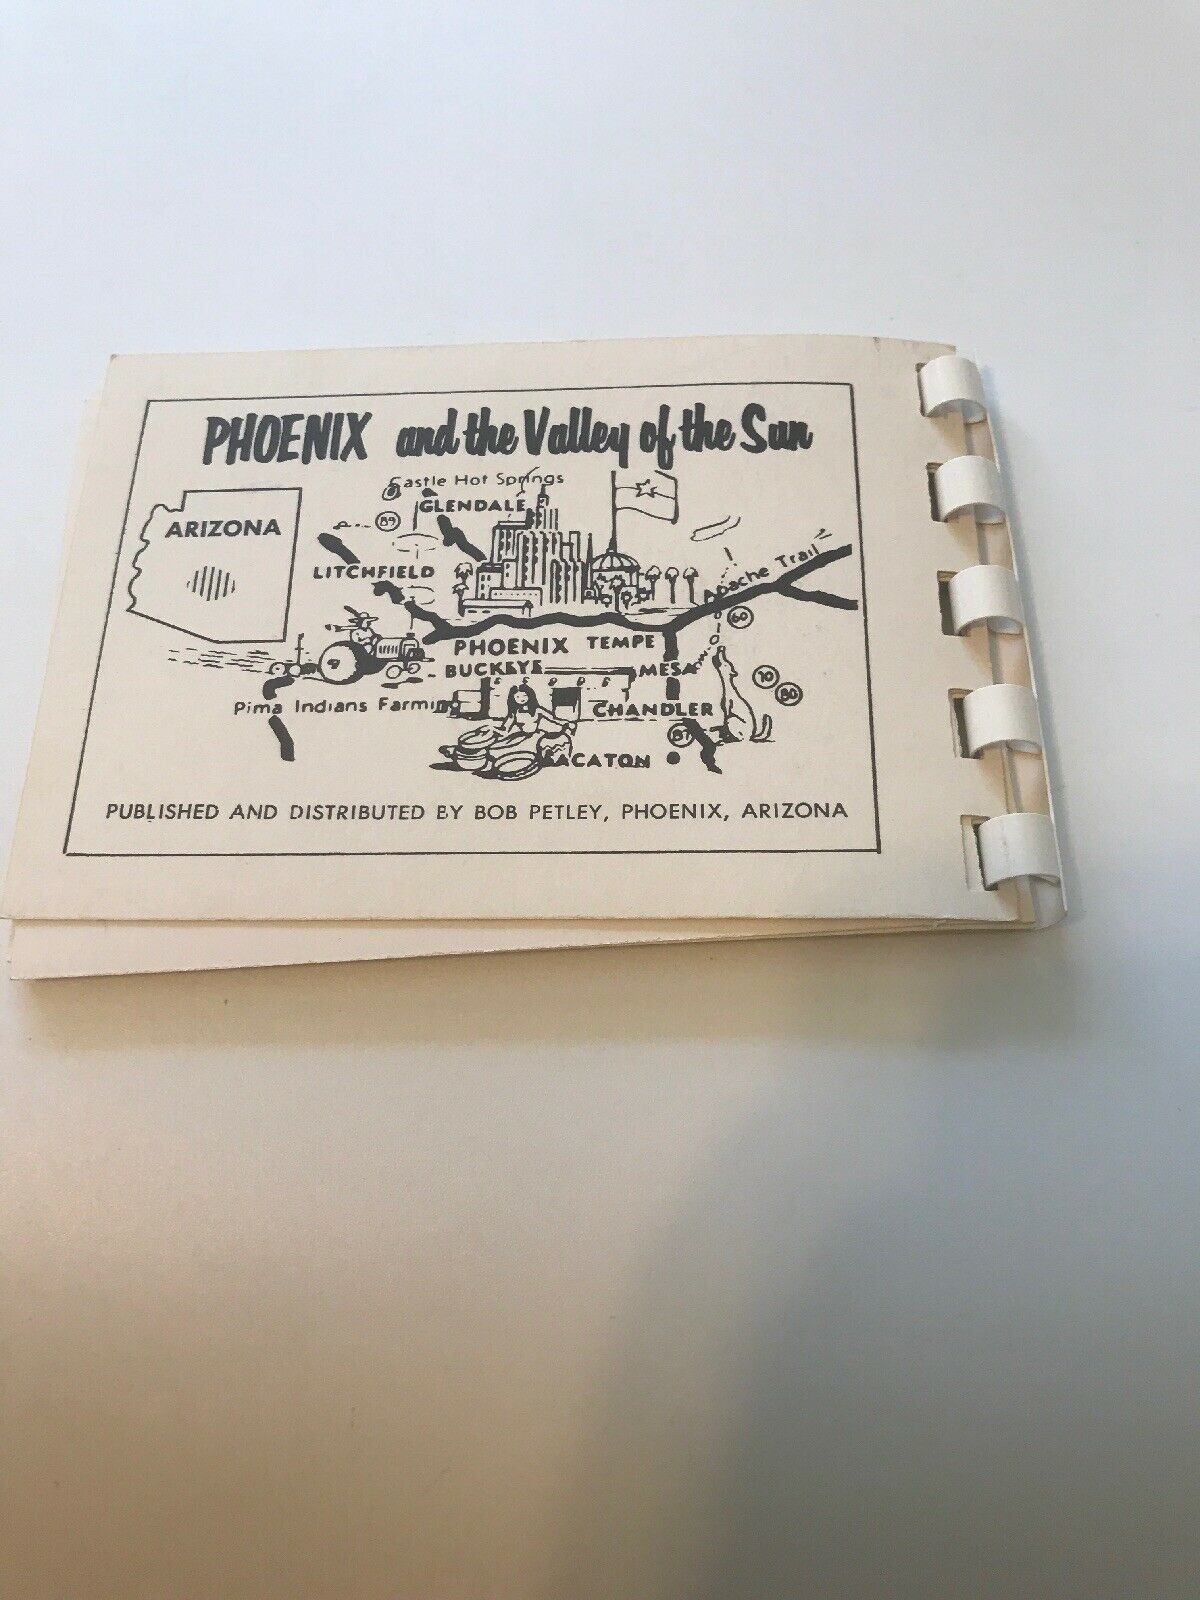 PHOENIX and the Valley of the Sun
Castle Hot Springs
GLENDALE
ARIZONA
89
LITCHFIELD
Apache Trail
60
PHOENIX TEMPE
BUCKEYE
MESA
70
80
Pima Indians Farming
CHANDLER
87
SACATON
PUBLISHED AND DISTRIBUTED BY BOB PETLEY, PHOENIX, ARIZONA